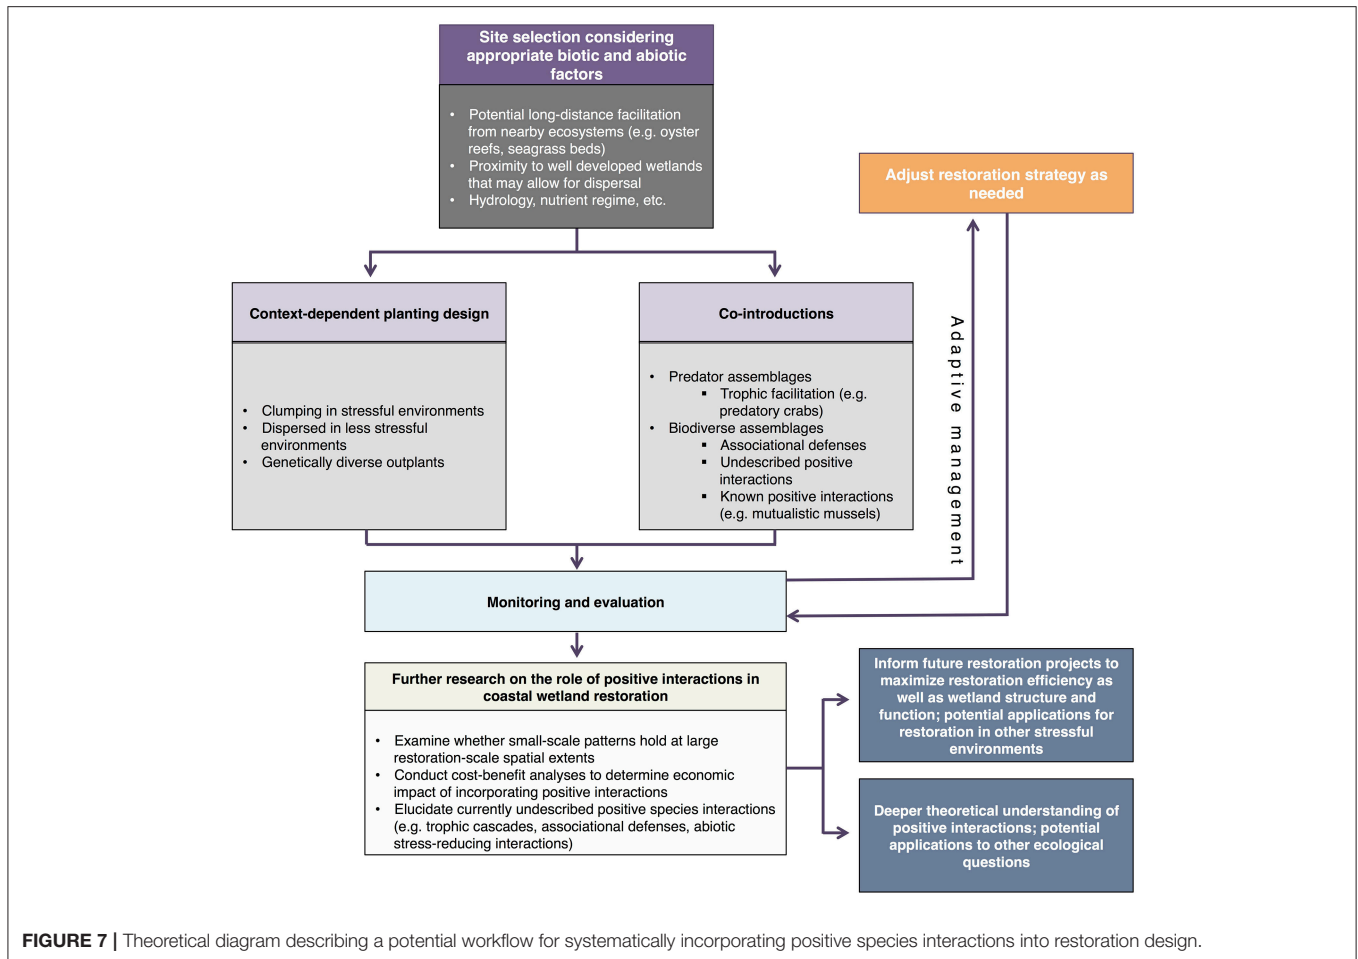 Site selection considering
appropriate biotic and abiotic
factors
• Potential long-distance facilitation
from nearby ecosystems (e.g. oyster
reefs, seagrass beds)
• Proximity to well developed wetlands
that may allow for dispersal
• Hydrology, nutrient regime, etc.
Adjust restoration strategy as
needed
Context-dependent planting design
• Clumping in stressful environments
• Dispersed in less stressful
environments
• Genetically diverse outplants
Co-introductions
• Predator assemblages
▪ Trophic facilitation (e.g.
predatory crabs)
• Biodiverse assemblages
▪ Associational defenses
▪ Undescribed positive
interactions
▪ Known positive interactions
(e.g. mutualistic mussels)
Adaptive management
Monitoring and evaluation
Further research on the role of positive interactions in
coastal wetland restoration
• Examine whether small-scale patterns hold at large
restoration-scale spatial extents
• Conduct cost-benefit analyses to determine economic
impact of incorporating positive interactions
• Elucidate currently undescribed positive species interactions
(e.g. trophic cascades, associational defenses, abiotic
stress-reducing interactions)
Inform future restoration projects to
maximize restoration efficiency as
well as wetland structure and
function; potential applications for
restoration in other stressful
environments
Deeper theoretical understanding of
positive interactions; potential
applications to other ecological
questions
FIGURE 7 | Theoretical diagram describing a potential workflow for systematically incorporating positive species interactions into restoration design.